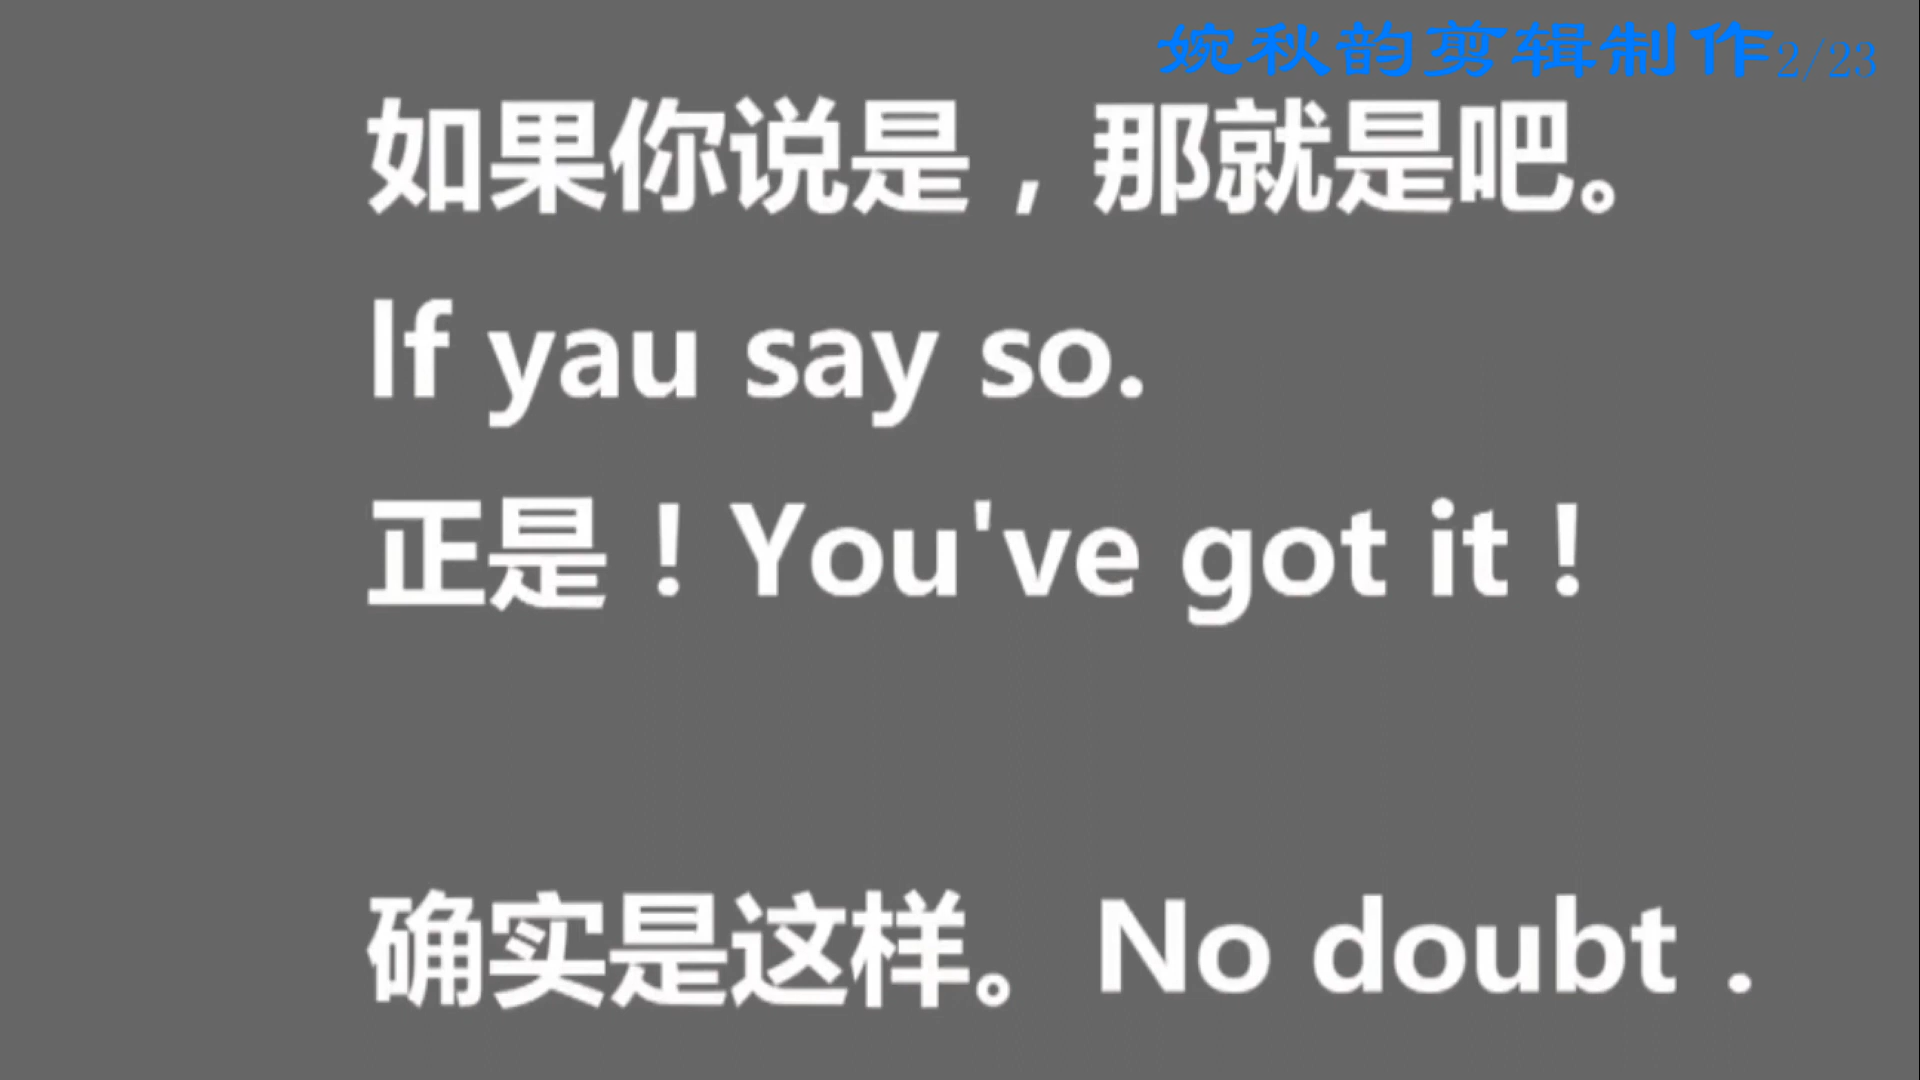 婉秋韵剪辑制作2/23
如果你说是，那就是吧。
If yau say so.
正是！You've got it！
确实是这样。No doubt .